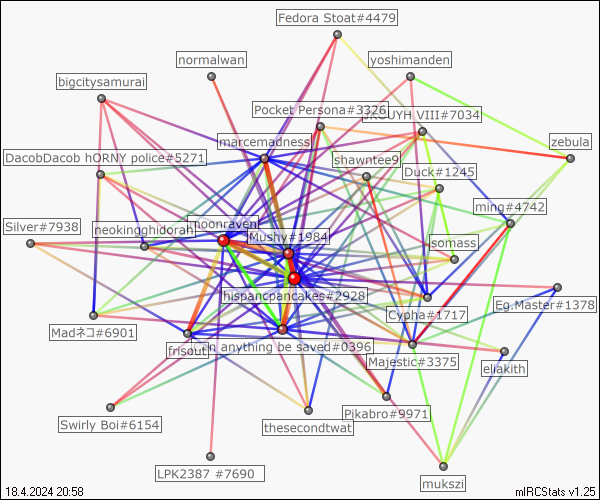 Fedora Stoat#4479
normalwan
yoshimanden
bigcitysamurai
Pocket Persona#3326
VIII#7034
marcemadness
zebula
DacobDacob hORNY police#5271
shawntee9
Duck#1245
ming#4742
Silver#7938
neokingghidorah
noonraven
Mushy#1984
somass
hispancpancakes#2928
Eg.Master#1378
Cypha#1717
Madネコ#6901
frisout
an anything be saved#0396
Majestic#3375
eliakith
Pikabro#9971
Swirly Boi#6154
thesecondtwat
LPK2387 #7690
mukszi
18.4.2024 20:58
mIRCStats v1.25